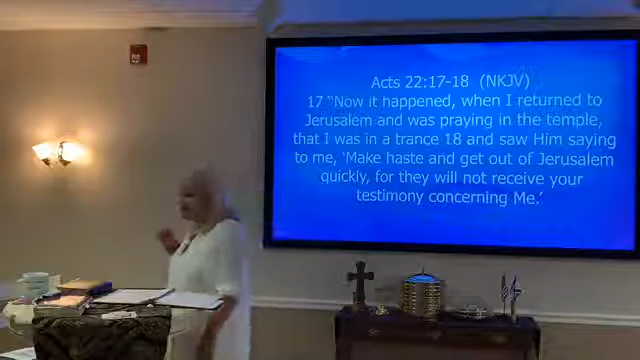 Acts 22:17-18 (NKJV)
17 "Now it happened, when I returned to
Jerusalem and was praying in the temple,
that I was in a trance 18 and saw Him saying
to me, 'Make haste and get out of Jerusalem
quickly, for they will not receive your
testimony concerning Me.'